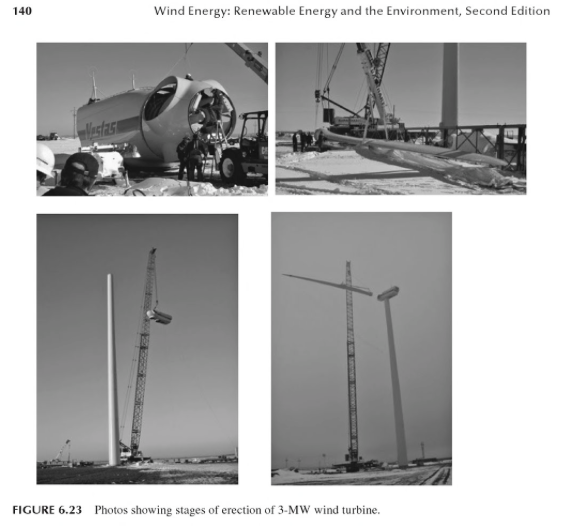 140
Wind Energy: Renewable Energy and the Environment, Second Edition
Vestas
FIGURE 6.23 Photos showing stages of erection of 3-MW wind turbine.